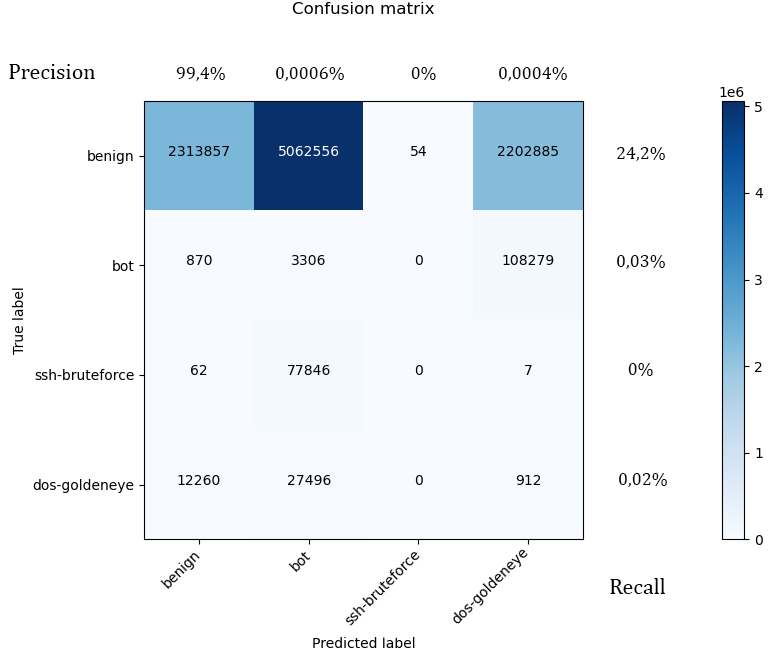 Confusion matrix
Precision 99,4% 0,0006% 0% 0,0004%
1e6
benign 2313857 5062556 54 2202885 24,2%
bot 870 3306 0 108279 0,03%
ssh-bruteforce 62 77846 0 7 0%
dos-goldeneye 12260 27496 0 912 0,02%
True label
5
4
3
2
1
0
benign bot ssh-bruteforce dos-goldeneye
Recall
Predicted label